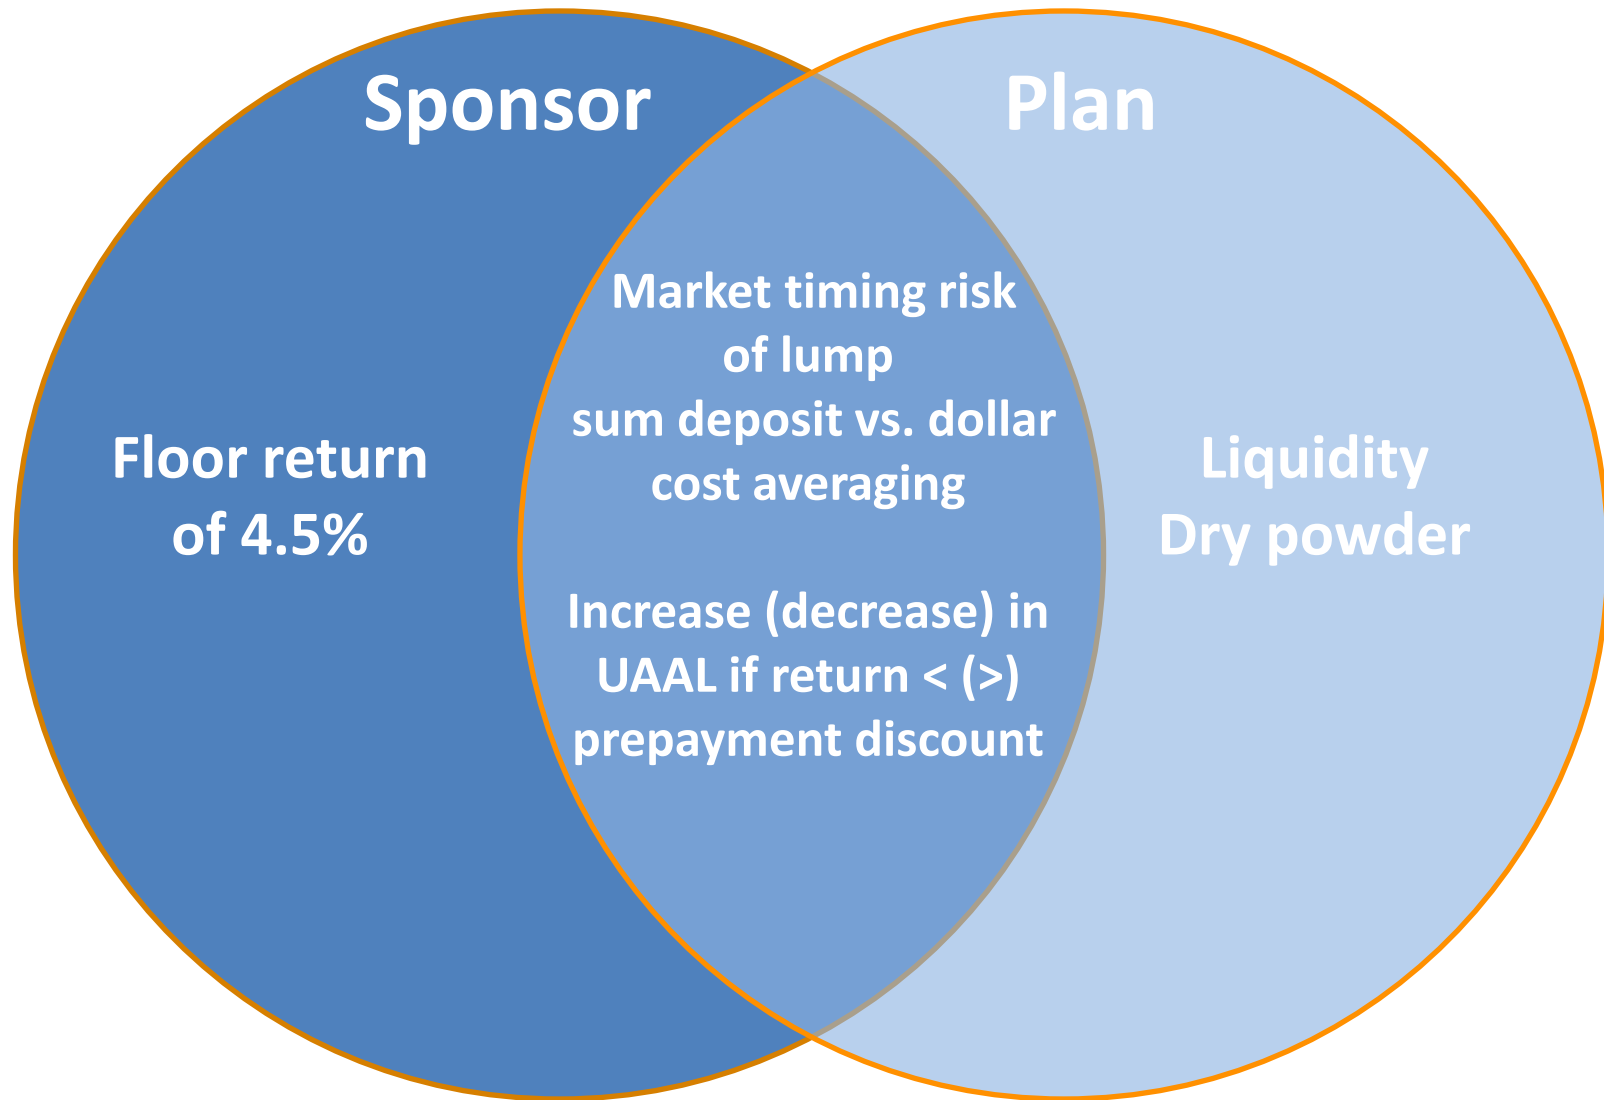 Sponsor
Plan
Floor return
of 4.5%
Market timing risk
of lump
sum deposit vs. dollar
cost averaging
Increase (decrease) in
UAAL if return < (>)
prepayment discount
Liquidity
Dry powder